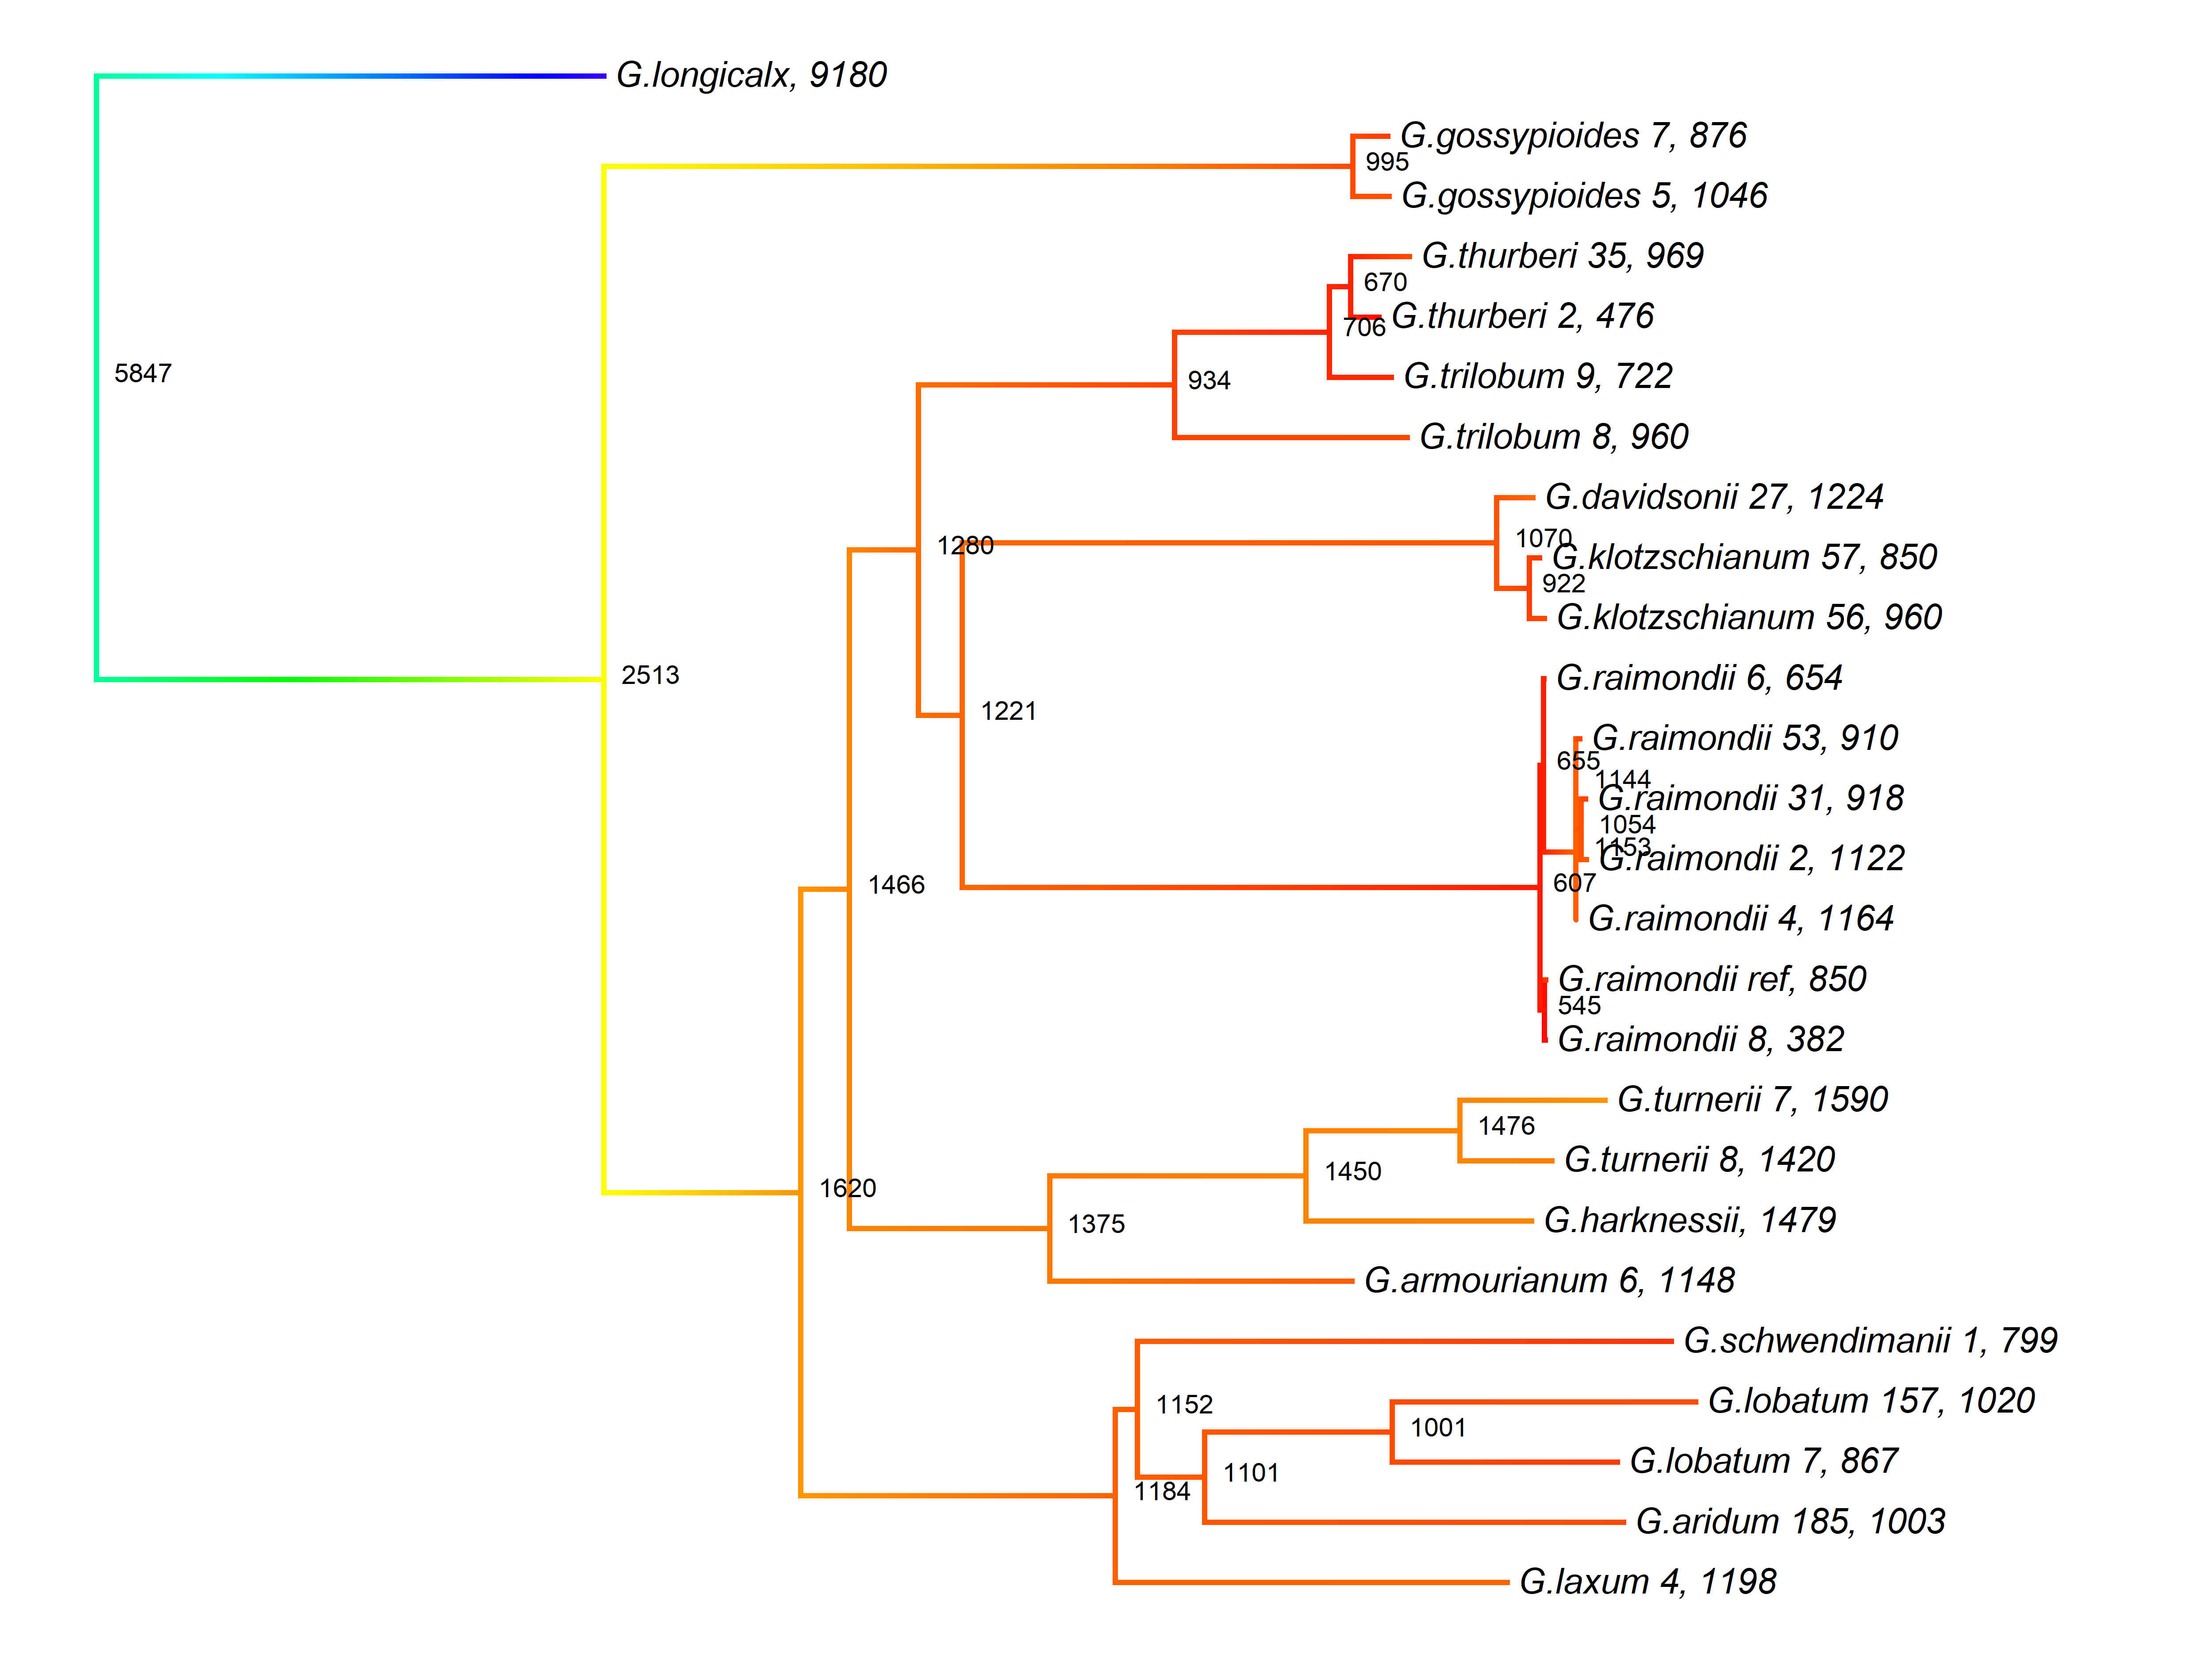 G.longicalx, 9180
G.gossypioides 7, 876
995
G.gossypioides 5, 1046
G.thurberi 35, 969
670
G.thurberi 2, 476
706
5847
G.trilobum 9, 722
934
G.trilobum 8, 960
G.davidsonii 27, 1224
1070
1280
G.klotzschianum 57, 850
922
G.klotzschianum 56, 960
2513
G.raimondii 6, 654
1221
G.raimondii 53, 910
655
1144
G.raimondii 31, 918
1054
1153
G.raimondii 2, 1122
1466
607
G.raimondii 4, 1164
G.raimondii ref, 850
545
G.raimondii 8, 382
G.turnerii 7, 1590
1476
G.turnerii 8, 1420
1450
1620
G.harknessii, 1479
1375
G.armourianum 6, 1148
G.schwendimanii 1, 799
1152
G.lobatum 157, 1020
1001
G.lobatum 7, 867
1101
1184
G.aridum 185, 1003
G.laxum 4, 1198